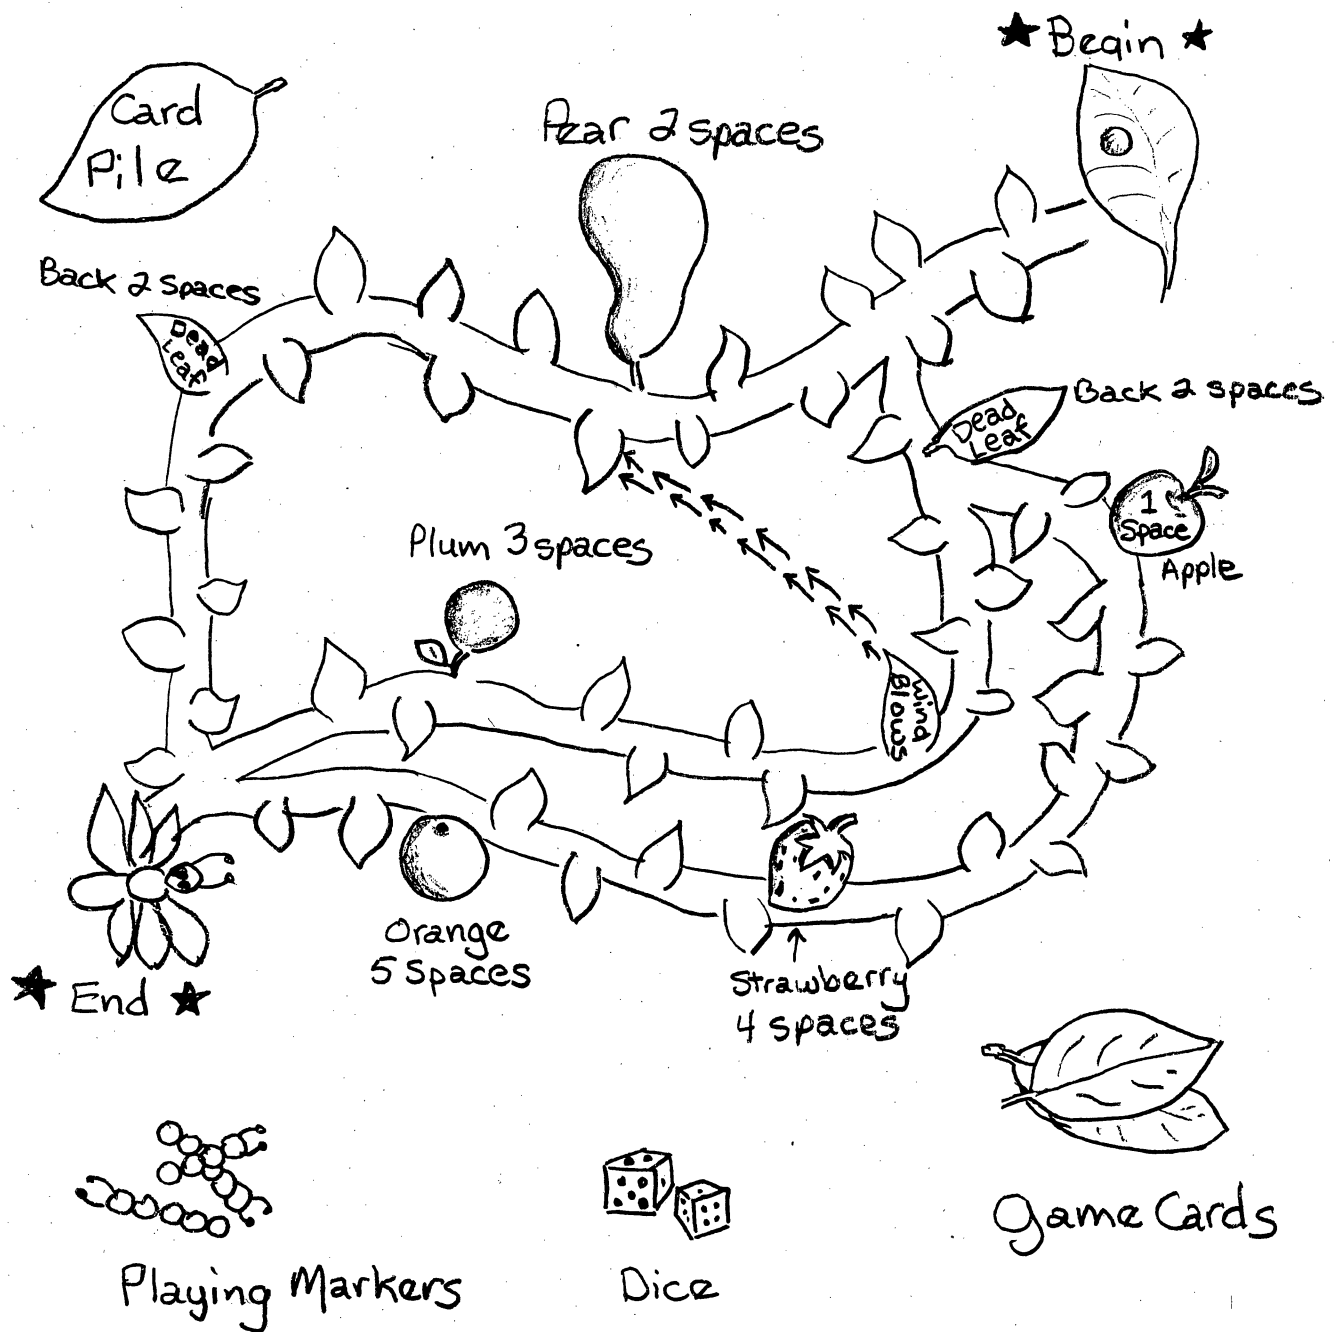 ★ Begin ★
Card
Pile
Pear 2 spaces
Back 2 spaces
Dead
Leaf
Back 2 spaces
Dead
Leaf
1
Space
Apple
Plum 3 spaces
Wind
Blows
Orange
5 spaces
Strawberry
4 spaces
★ End ★
Game Cards
Playing Markers
Dice